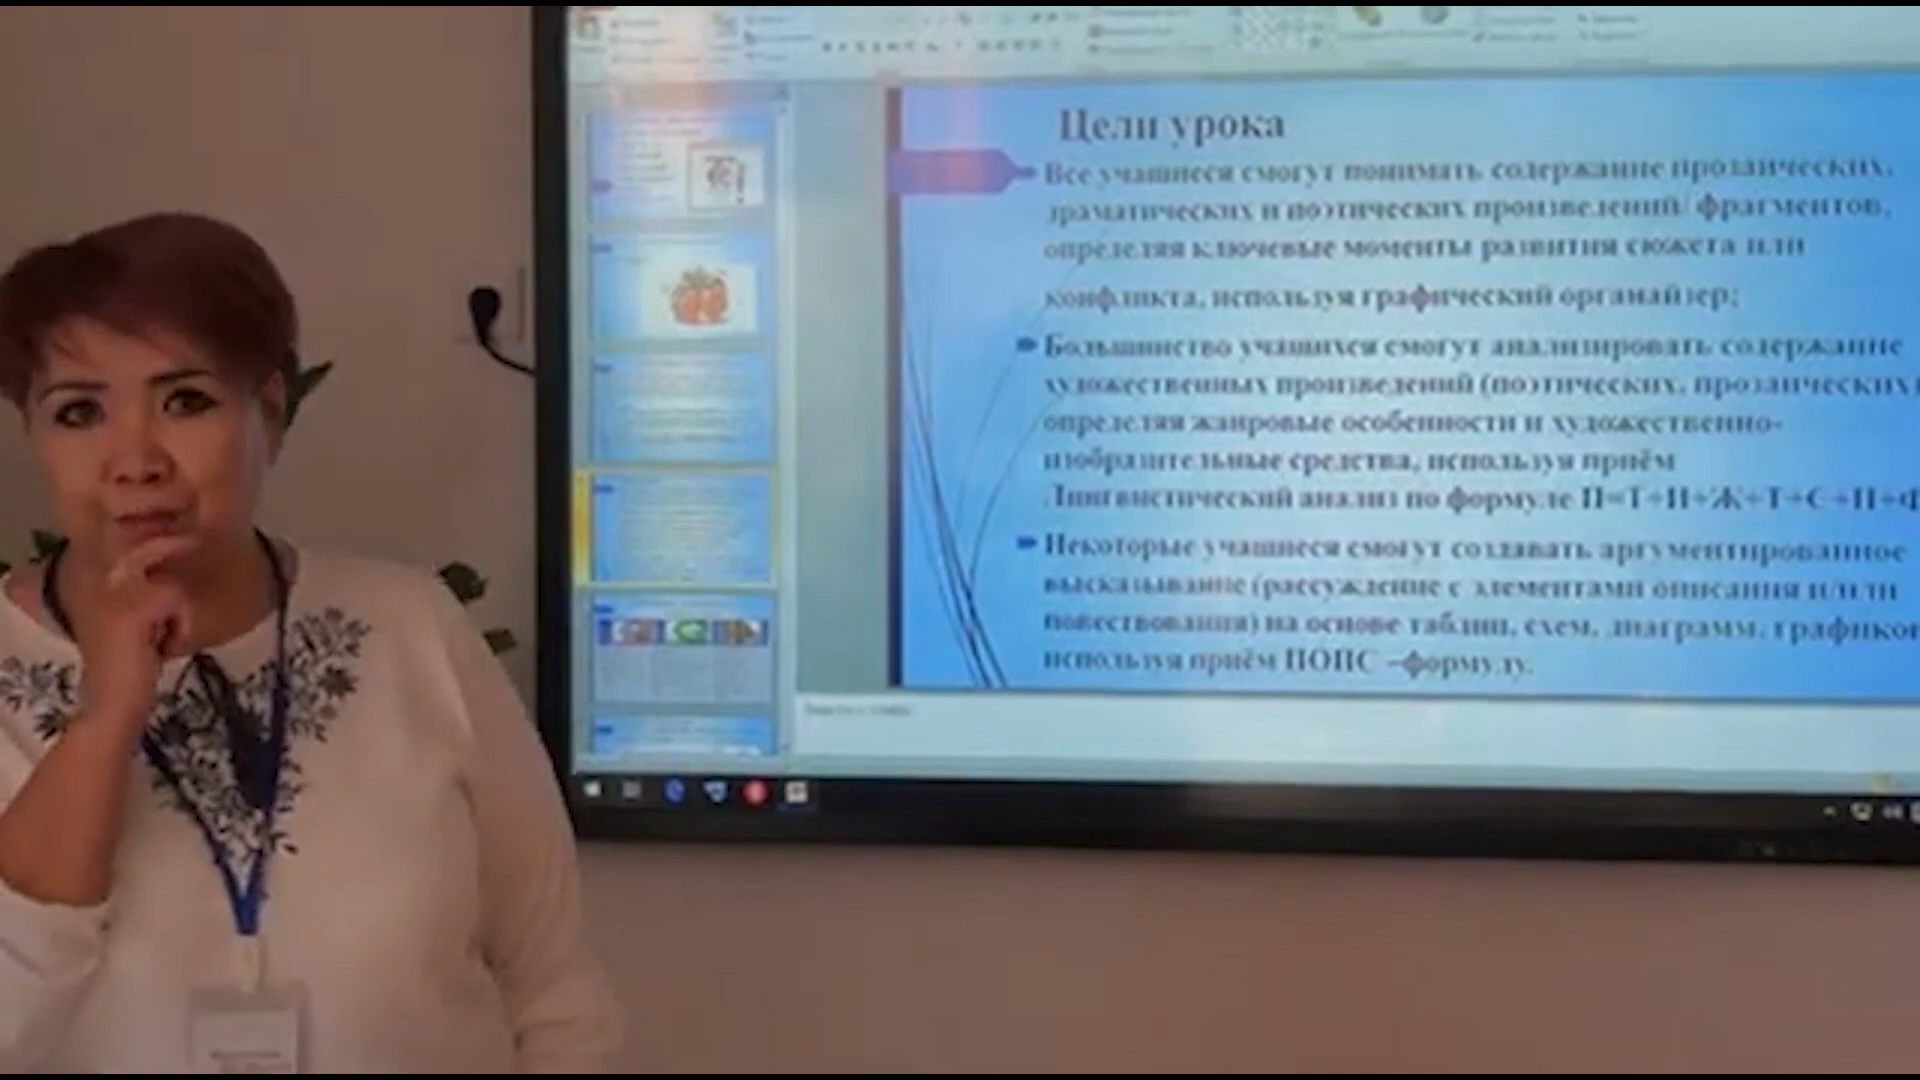 Цели урока
Все учащиеся смогут понимать содержание прозаических,
драматических и поэтических произведений/ фрагментов,
определяя ключевые моменты развития сюжета или
конфликта, используя графический органайзер;
Большинство учащихся смогут анализировать содержание
художественных произведений (поэтических, прозаических)
определяя жанровые особенности и художественно-
изобразительные средства, используя приём
Лингвистический анализ по формуле П=Т+И+Ж+Т+С+П+Ф
Некоторые учащиеся смогут создавать аргументированное
высказывание (рассуждение с элементами описания и/или
повествования) на основе таблиц, схем, диаграмм, графиков
используя приём ПОПС –формулу.